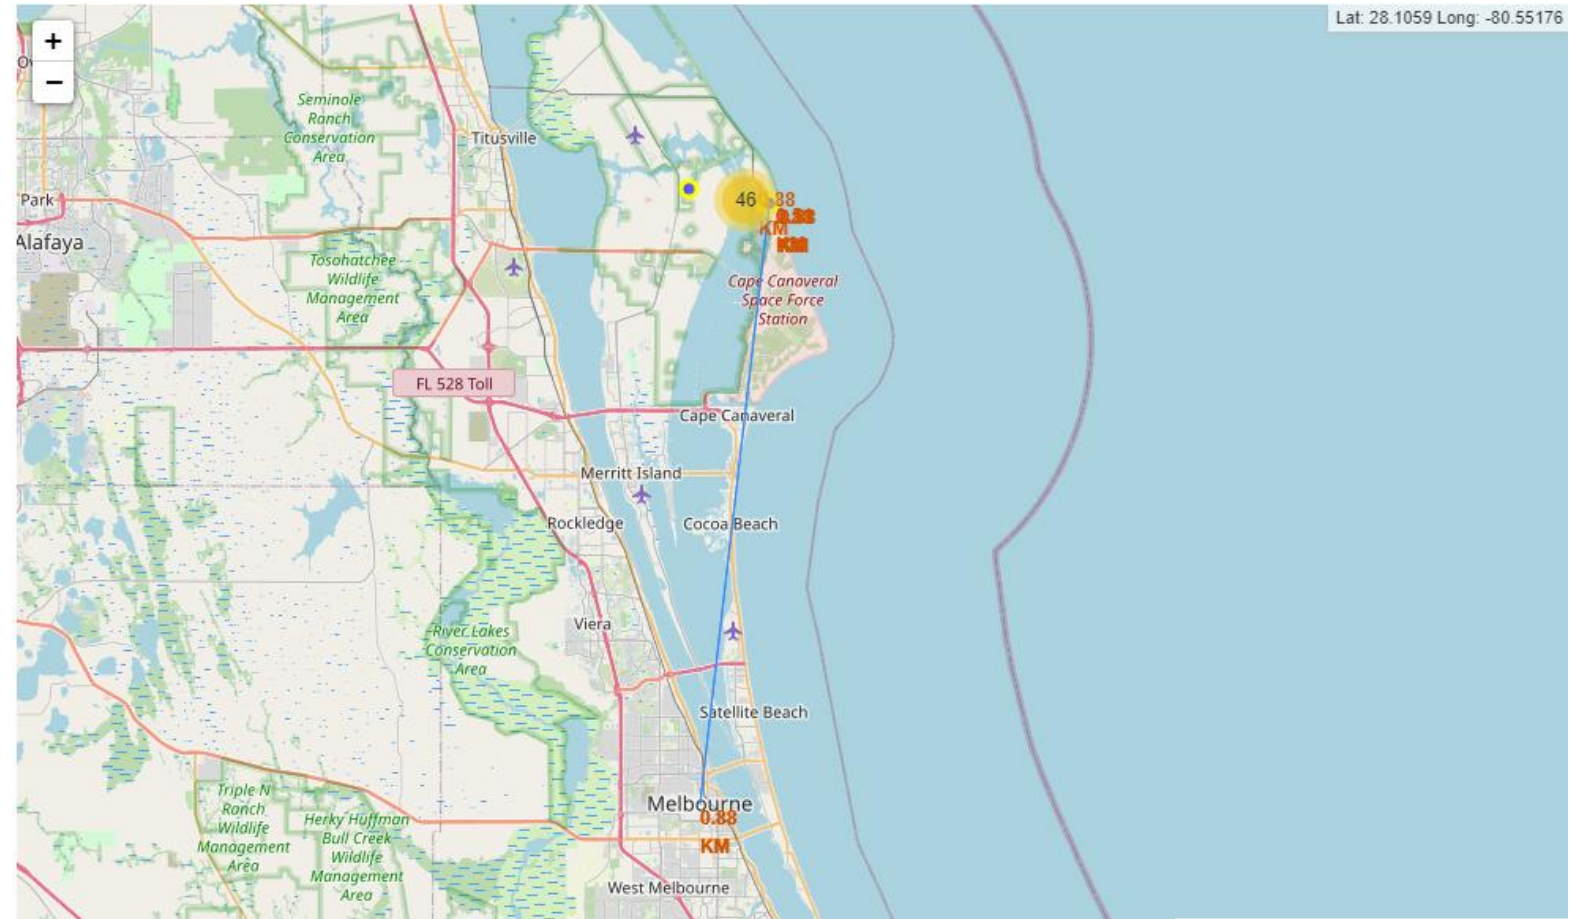 Lat: 28.1059 Long: -80.55176
+
−
Seminole
Ranch
Conservation
Area
Titusville
Park
46
KM
KM
Alafaya
Tosohatchee
Wildlife
Management
Area
Cape Canaveral
Space Force
Station
FL 528 Toll
Cape Canaveral
Merritt Island
Rockledge
Cocoa Beach
Viera
River Lakes
Conservation
Area
Satellite Beach
Melbourne
0.88
KM
Triple N
Ranch
Wildlife
Management
Area
Herky Huffman
Bull Creek
Wildlife
Management
Area
West Melbourne